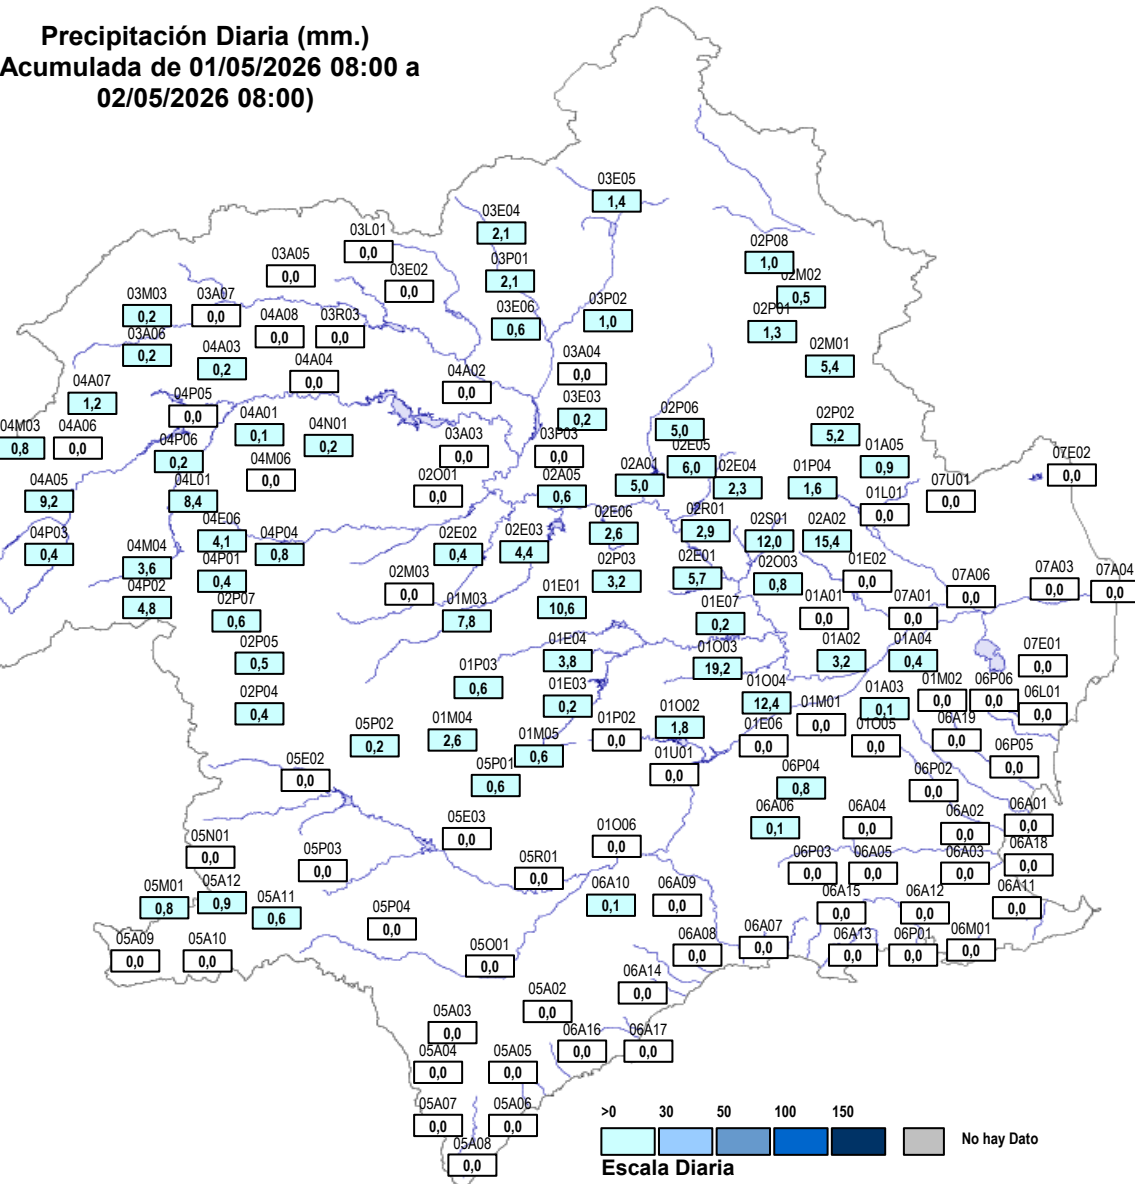 Precipitación Diaria (mm.)
Acumulada de 01/05/2026 08:00 a
02/05/2026 08:00)
03E05
1,4
03E04
2,1
03L01
0,0
02P08
1,0
03A05
0,0
03P01
2,1
03E02
0,0
02M02
0,5
03M03
0,2
03A07
0,0
03E06
0,6
03P02
1,0
04A08
0,0
03R03
0,0
02P01
1,3
03A06
0,2
04A03
0,2
03A04
0,0
02M01
5,4
04A04
0,0
04A02
0,0
04A07
1,2
04P05
0,0
03E03
0,2
02P06
5,0
02P02
5,2
04M03
0,8
04A06
0,0
04A01
0,1
04N01
0,2
03A03
0,0
03P03
0,0
04P06
0,2
02E05
6,0
01A05
0,9
07E02
0,0
04M06
0,0
02A01
5,0
02E04
2,3
01P04
1,6
04A05
9,2
04L01
8,4
02O01
0,0
02A05
0,6
07U01
0,0
01L01
0,0
04E06
4,1
02E06
2,6
02R01
2,9
02S01
12,0
02A02
15,4
04P03
0,4
04P04
0,8
02E02
0,4
02E03
4,4
04M04
3,6
04P01
0,4
02P03
3,2
02E01
5,7
02O03
0,8
01E02
0,0
07A03
0,0
07A04
0,0
02M03
0,0
07A06
0,0
04P02
4,8
02P07
0,6
01M03
7,8
01E01
10,6
01E07
0,2
01A01
0,0
07A01
0,0
02P05
0,5
01E04
3,8
01O03
19,2
01A02
3,2
01A04
0,4
07E01
0,0
01P03
0,6
01E03
0,2
01O04
12,4
01M02
0,0
06P06
0,0
02P04
0,4
01A03
0,1
06L01
0,0
05P02
0,2
01M04
2,6
01P02
0,0
01O02
1,8
01M01
0,0
01E06
0,0
01O05
0,0
06A19
0,0
01M05
0,6
05E02
0,0
05P01
0,6
01U01
0,0
06P04
0,8
06P02
0,0
06P05
0,0
05E03
0,0
01O06
0,0
06A06
0,1
06A04
0,0
06A02
0,0
06A01
0,0
05N01
0,0
05P03
0,0
05R01
0,0
06P03
0,0
06A05
0,0
06A03
0,0
06A18
0,0
05M01
0,8
05A12
0,9
05A11
0,6
06A10
0,1
06A09
0,0
06A15
0,0
06A12
0,0
06A11
0,0
05P04
0,0
05A09
0,0
05A10
0,0
05O01
0,0
06A08
0,0
06A07
0,0
06A13
0,0
06P01
0,0
06M01
0,0
06A14
0,0
05A02
0,0
05A03
0,0
06A16
0,0
06A17
0,0
05A04
0,0
05A05
0,0
05A07
0,0
05A06
0,0
05A08
0,0
>0 30 50 100 150
No hay Dato
Escala Diaria